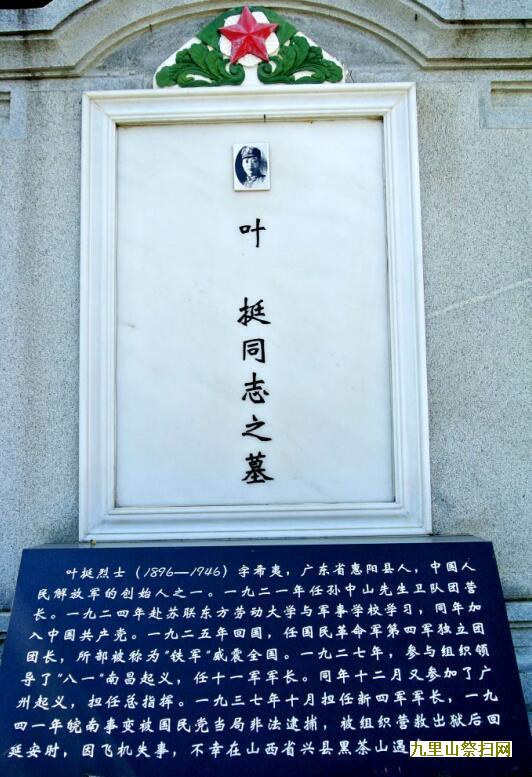 叶 挺同志之墓
叶挺烈士（1896—1946）字希夷，广东省惠阳县人，中国人
民解放军的创始人之一。一九二一年任孙中山先生卫队团营
长。一九二四年赴苏联东方劳动大学与军事学校学习，同年加
入中国共产党。一九二五年回国，任国民革命军第四军独立团
团长，所部被称为“铁军”威震全国。一九二七年，参与组织领
导了“八一”南昌起义，任十一军军长。同年十二月又参加了广
州起义，担任总指挥。一九三七年十月担任新四军军长，一九
四一年皖南事变被国民党当局非法逮捕，被组织营救出狱后回
延安时，因飞机失事，不幸在山西省兴县黑茶山遇
九里山祭扫网